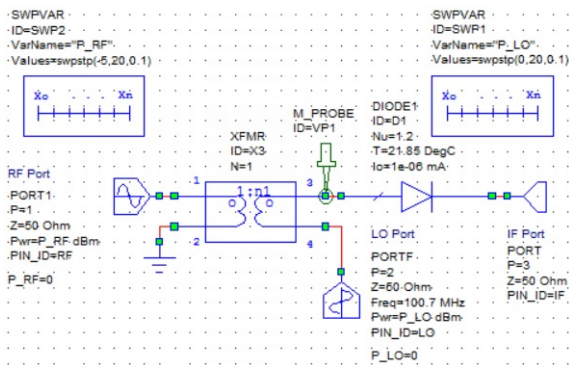 SWPVAR
ID=SWP2
VarName="P_RF"
Values=swpstp(-5,20,0.1)
Xo . . . . Xn
SWPVAR
ID=SWP1
VarName="P_LO"
Values=swpstp(0,20,0.1)
Xo . . . . Xn
M_PROBE
ID=VP1
DIODE1
ID=D1
Nu=1.2
T=21.85 DegC
Io=1e-06 mA
XFMR
ID=X3
N=1
1
1:n1
3
o
o
2
4
RF Port
PORT1
P=1
Z=50 Ohm
Pwr=P_RF dBm
PIN_ID=RF
P_RF=0
LO Port
PORTF
P=2
Z=50 Ohm
Freq=100.7 MHz
Pwr=P_LO dBm
PIN_ID=LO
P_LO=0
IF Port
PORT
P=3
Z=50 Ohm
PIN_ID=IF